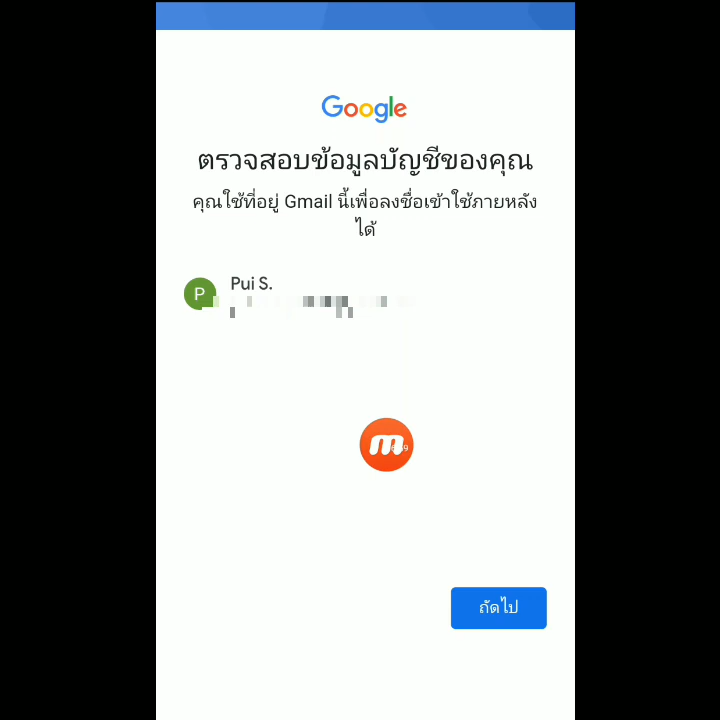 Google
ตรวจสอบข้อมูลบัญชีของคุณ
คุณใช้ที่อยู่ Gmail นี้เพื่อลงชื่อเข้าใช้ภายหลัง
ได้
P
Pui S.
m
ถัดไป